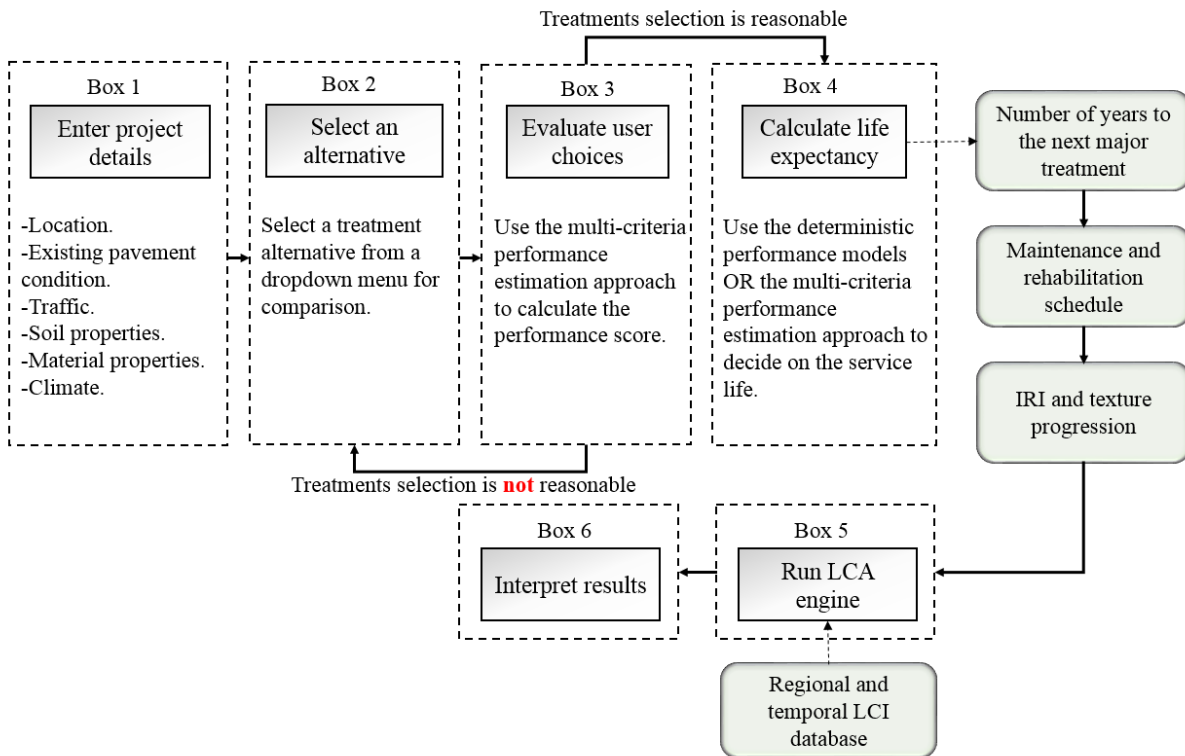 Treatments selection is reasonable
Box 1
Enter project
details
-Location.
-Existing pavement
condition.
-Traffic.
-Soil properties.
-Material properties.
-Climate.
Box 2
Select an
alternative
Select a treatment
alternative from a
dropdown menu for
comparison.
Box 3
Evaluate user
choices
Use the multi-criteria
performance
estimation approach
to calculate the
performance score.
Box 4
Calculate life
expectancy
Use the deterministic
performance models
OR the multi-criteria
performance
estimation approach to
decide on the service
life.
Number of years to
the next major
treatment
Maintenance and
rehabilitation
schedule
IRI and texture
progression
Treatments selection is not reasonable
Box 6
Interpret results
Box 5
Run LCA
engine
Regional and
temporal LCI
database